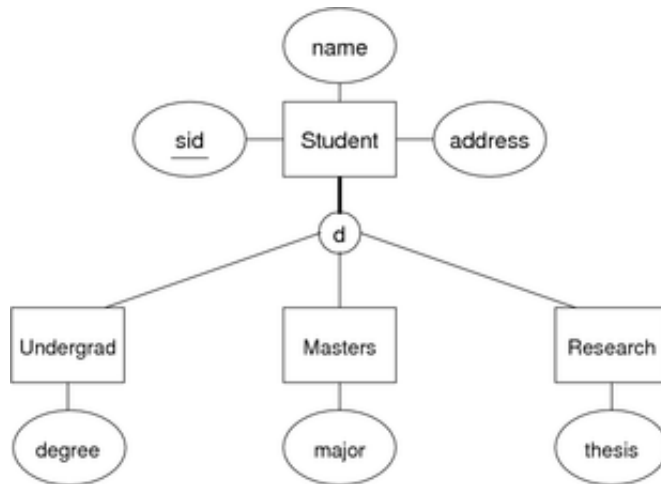 name
sid
Student
address
d
Undergrad
Masters
Research
degree
major
thesis